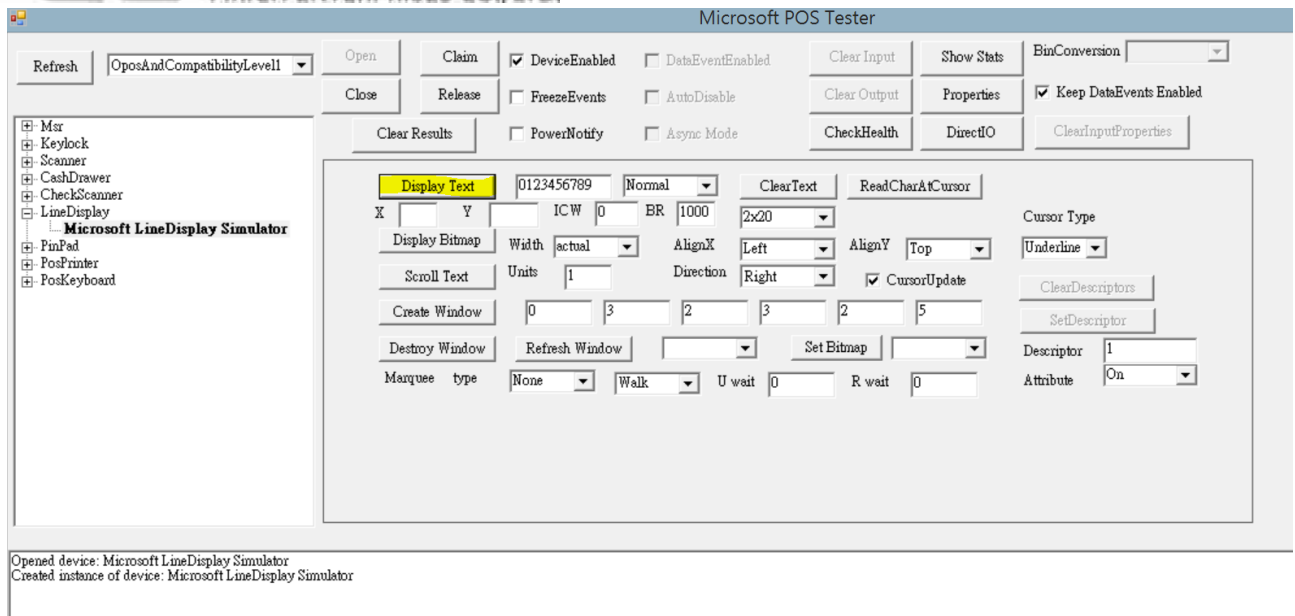 Microsoft POS Tester
Refresh OposAndCompatibilityLevel1 Open Claim DeviceEnabled DataEventEnabled Clear Input Show Stats BinConversion
Close Release FreezeEvents AutoDisable Clear Output Properties Keep DataEvents Enabled
Clear Results PowerNotify Async Mode CheckHealth DirectIO ClearInputProperties
Msr
Keylock
Scanner
CashDrawer
CheckScanner
LineDisplay
Microsoft LineDisplay Simulator
PinPad
PosPrinter
PosKeyboard
Display Text 0123456789 Normal ClearText ReadCharAtCursor
X Y ICW 0 BR 1000 2x20 Cursor Type
Display Bitmap Width actual AlignX Left AlignY Top Underline
Scroll Text Units 1 Direction Right CursorUpdate ClearDescriptors
Create Window 0 3 2 3 2 5 SetDescriptor
Destroy Window Refresh Window Set Bitmap Descriptor 1
Marquee type None Walk U wait 0 R wait 0 Attribute On
Opened device: Microsoft LineDisplay Simulator
Created instance of device: Microsoft LineDisplay Simulator